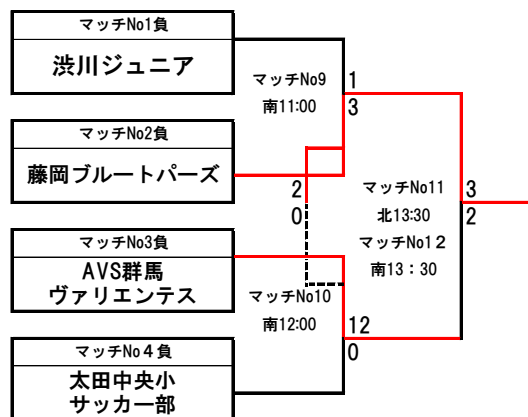 マッチNo1負
渋川ジュニア
マッチNo9
南11:00
1
3
マッチNo2負
藤岡ブルートパーズ
2
0
マッチNo11
北13:30
マッチNo1２
南13：30
3
2
マッチNo3負
AVS群馬
ヴァリエンテス
マッチNo10
南12:00
12
0
マッチNo４負
太田中央小
サッカー部